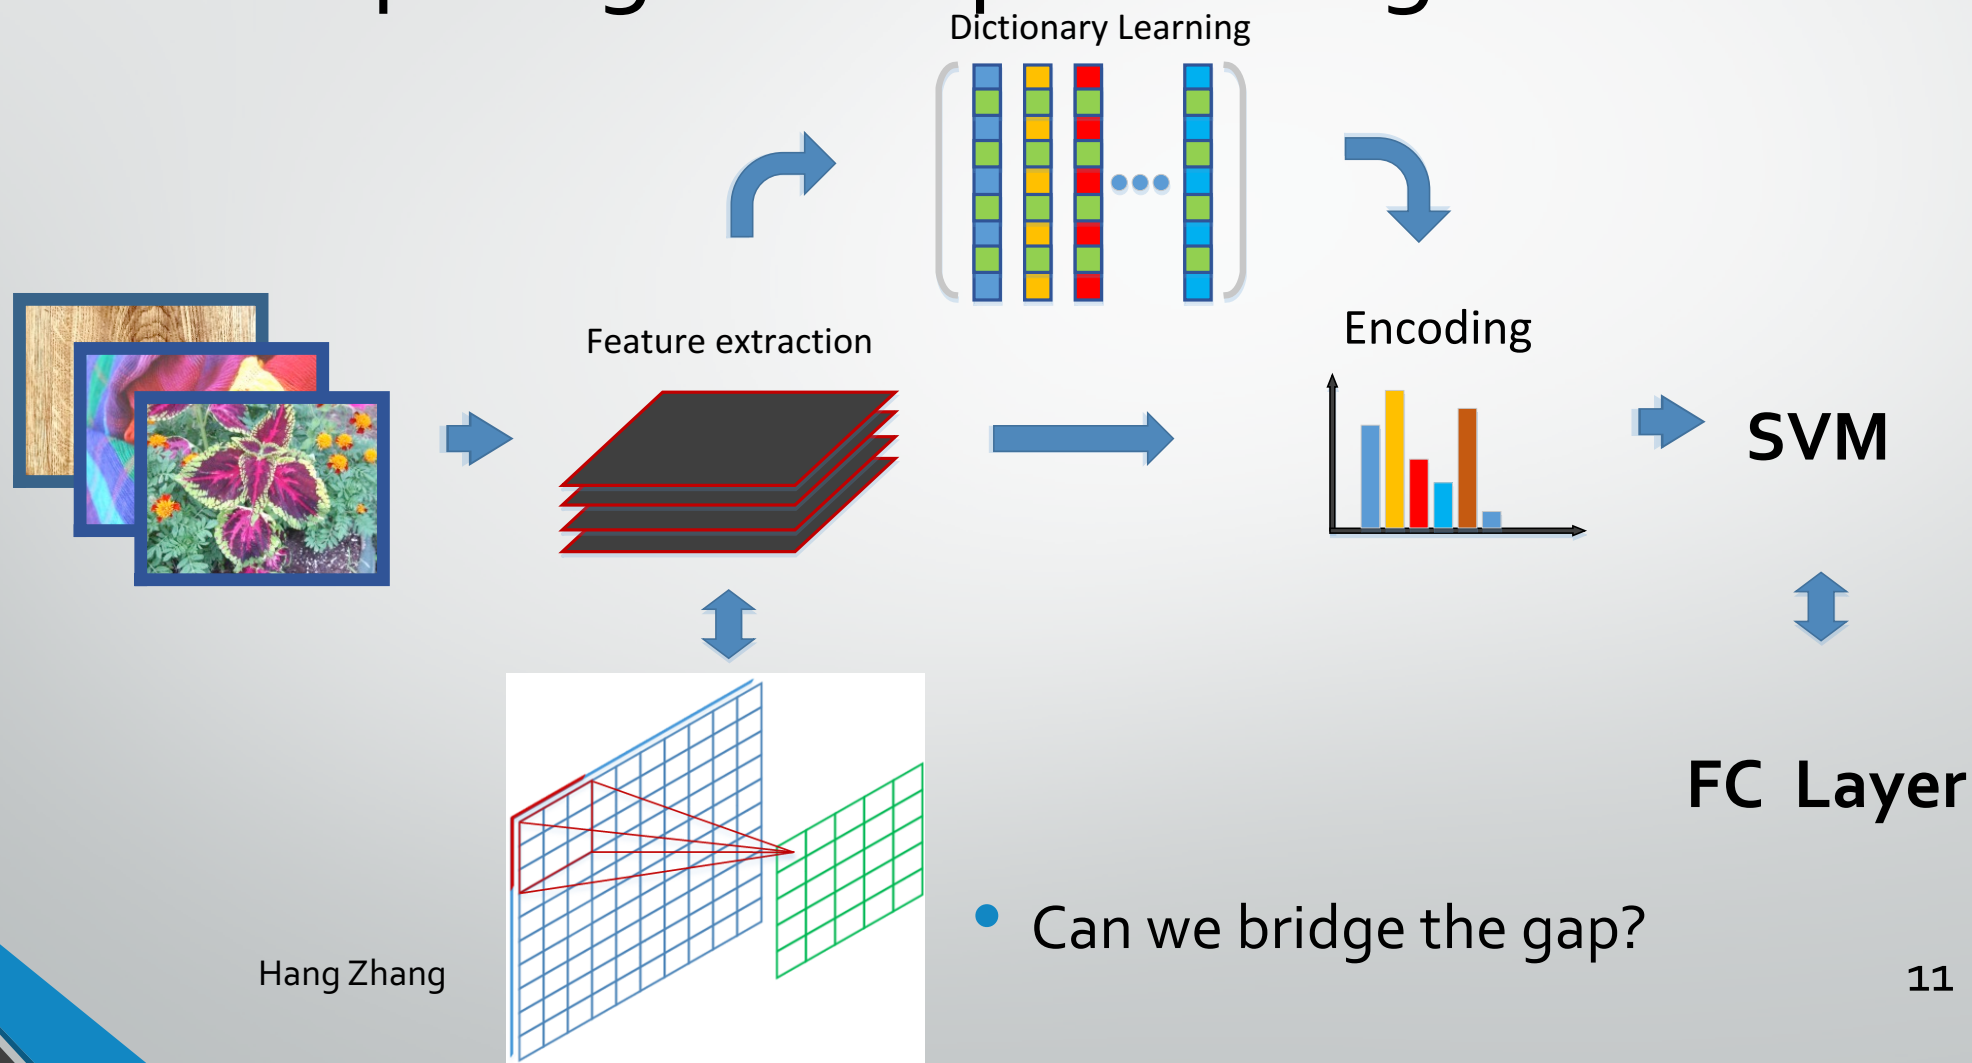 Dictionary Learning
Feature extraction
Encoding
SVM
FC Layer
Can we bridge the gap?
Hang Zhang
11